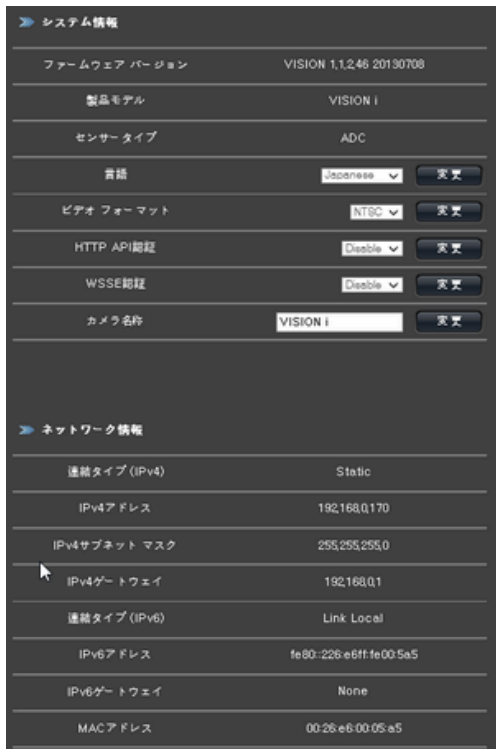 システム情報
ファームウェア バージョン VISION 1,1,2,46 20130708
製品モデル VISION i
センサータイプ ADC
言語 Japanese 変更
ビデオ フォーマット NTSC 変更
HTTP API認証 Disable 変更
WSSE認証 Disable 変更
カメラ名称 VISION i 変更
ネットワーク情報
連結タイプ(IPv4) Static
IPv4アドレス 192,168,0,170
IPv4サブネット マスク 255,255,255,0
IPv4ゲートウェイ 192,168,0,1
連結タイプ(IPv6) Link Local
IPv6アドレス fe80::226:e6ff:fe00:5a5
IPv6ゲートウェイ None
MACアドレス 00:26:e6:00:05:a5